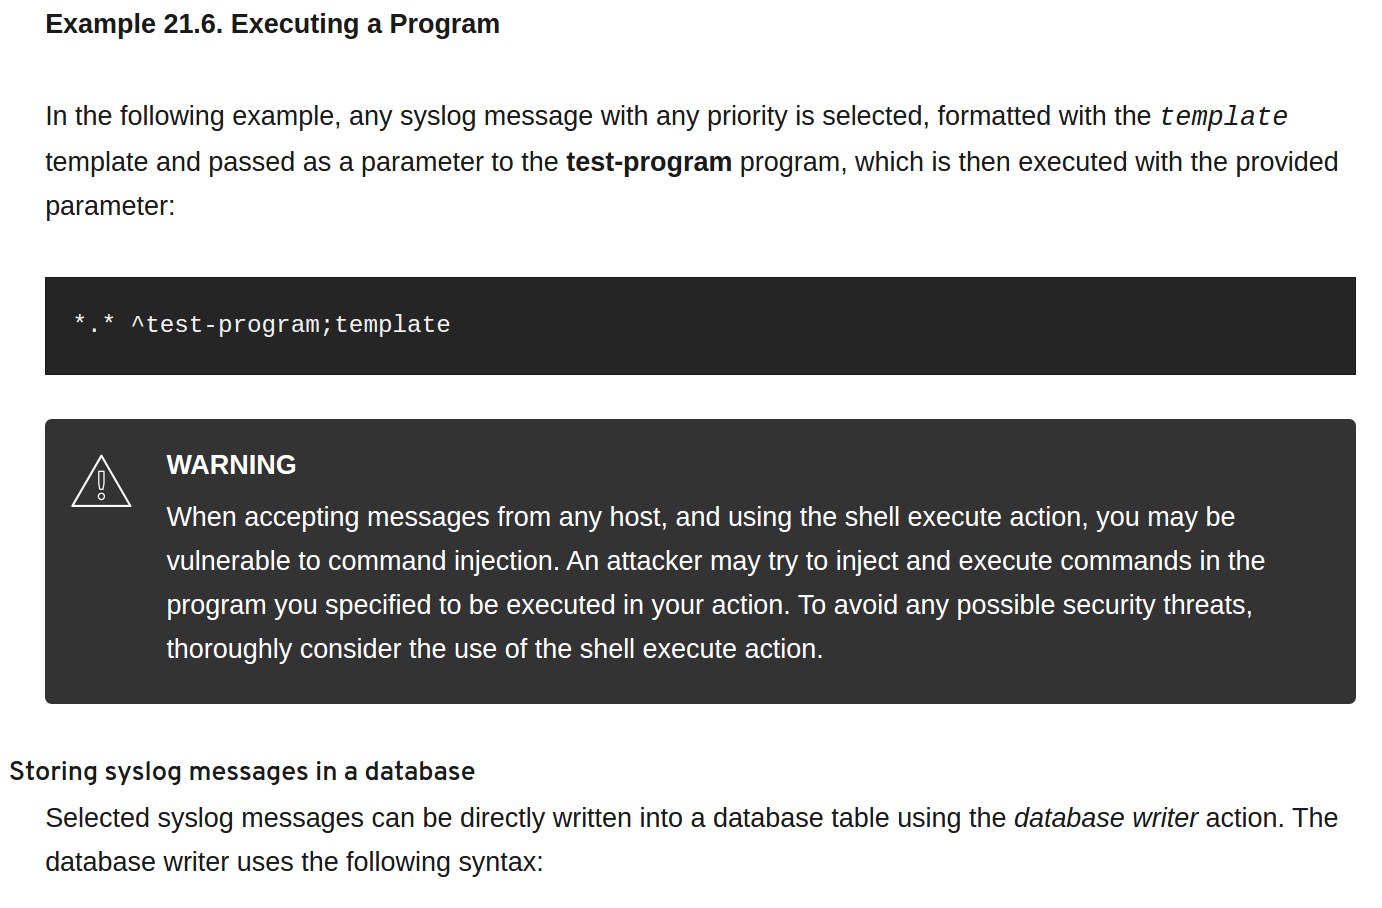 Example 21.6. Executing a Program
In the following example, any syslog message with any priority is selected, formatted with the template
template and passed as a parameter to the test-program program, which is then executed with the provided
parameter:
*.* ^test-program;template
WARNING
When accepting messages from any host, and using the shell execute action, you may be
vulnerable to command injection. An attacker may try to inject and execute commands in the
program you specified to be executed in your action. To avoid any possible security threats,
thoroughly consider the use of the shell execute action.
Storing syslog messages in a database
Selected syslog messages can be directly written into a database table using the database writer action. The
database writer uses the following syntax: